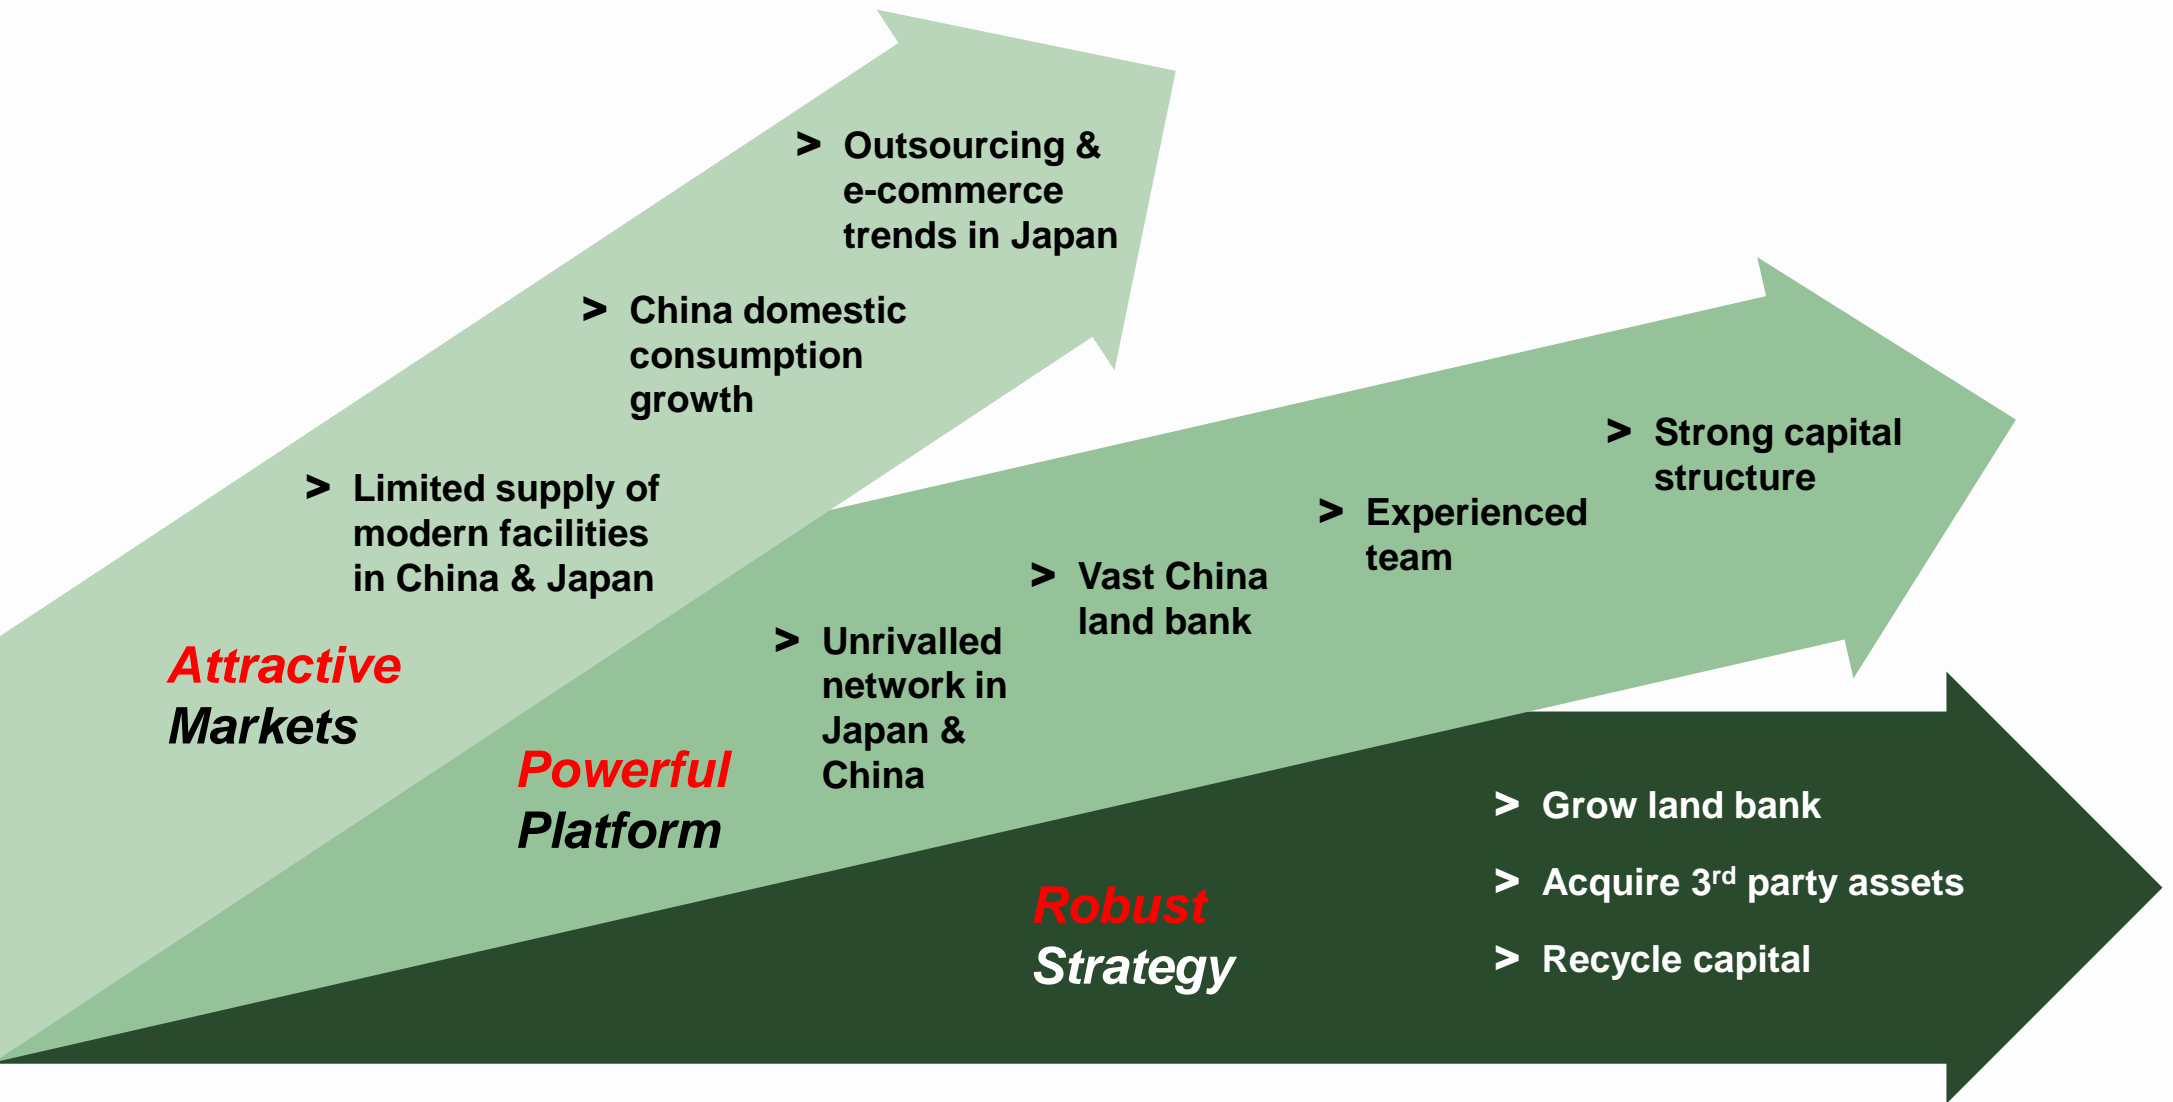 > Outsourcing &
e-commerce
trends in Japan
> China domestic
consumption
growth
> Limited supply of
modern facilities
in China & Japan
Attractive
Markets
> Strong capital
structure
> Experienced
team
> Vast China
land bank
> Unrivalled
network in
Japan &
China
Powerful
Platform
Robust
Strategy
> Grow land bank
> Acquire 3rd party assets
> Recycle capital